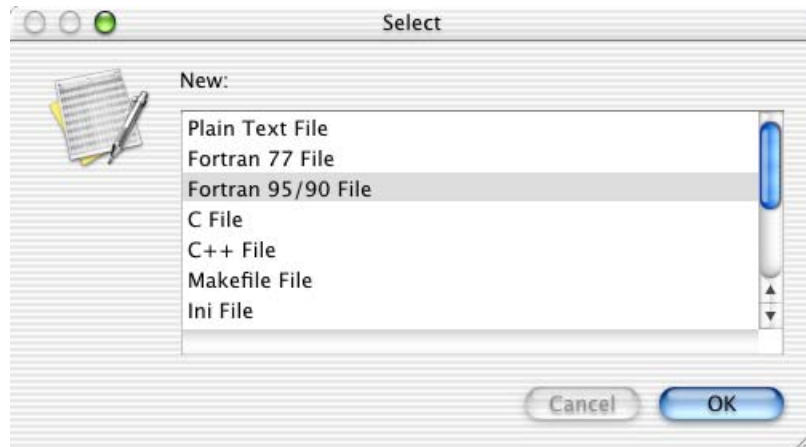 Select
New:
Plain Text File
Fortran 77 File
Fortran 95/90 File
C File
C++ File
Makefile File
Ini File
Cancel
OK